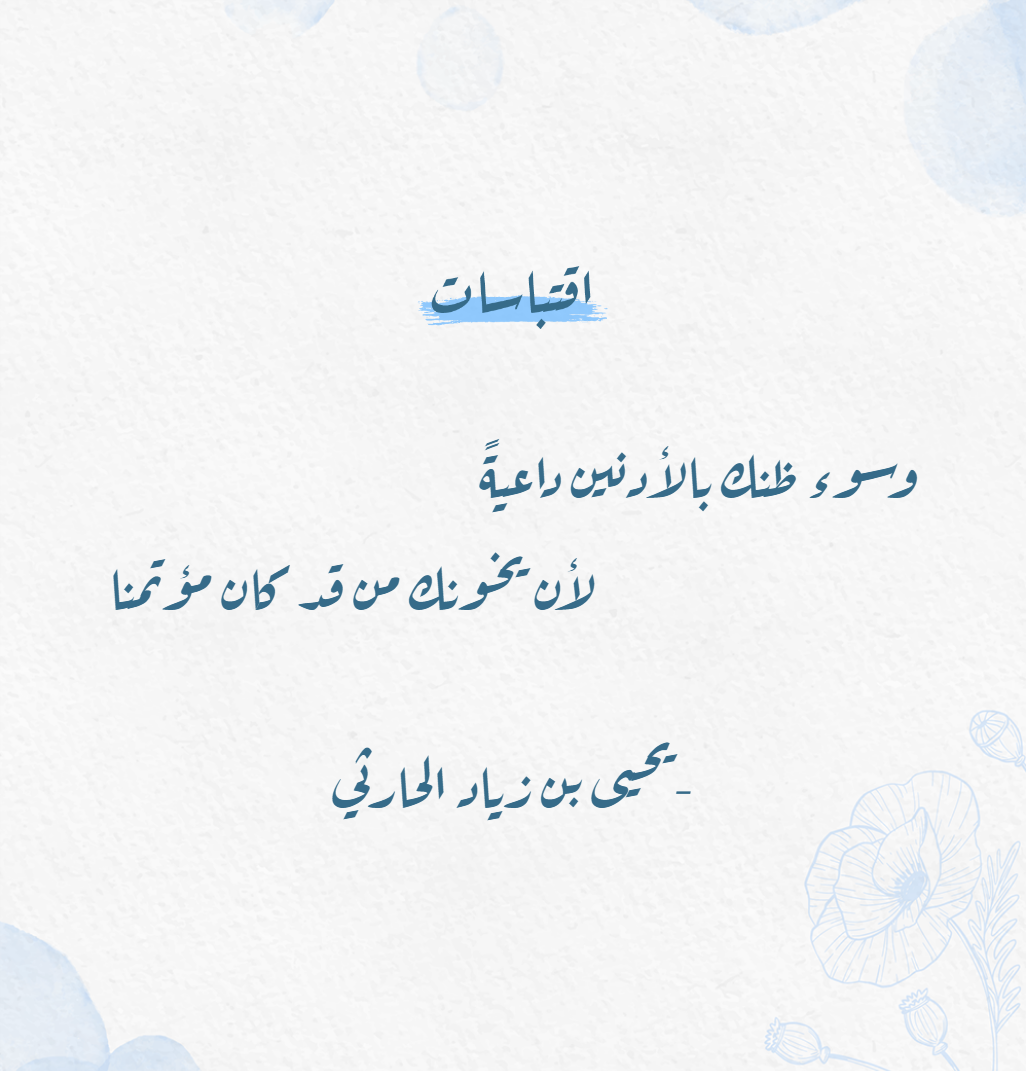 اقتباسات
وسوء ظنك بالأدنين داعيةً
لأن يخونك من قد كان مؤتمنا
-يحيى بن زياد الحارثي